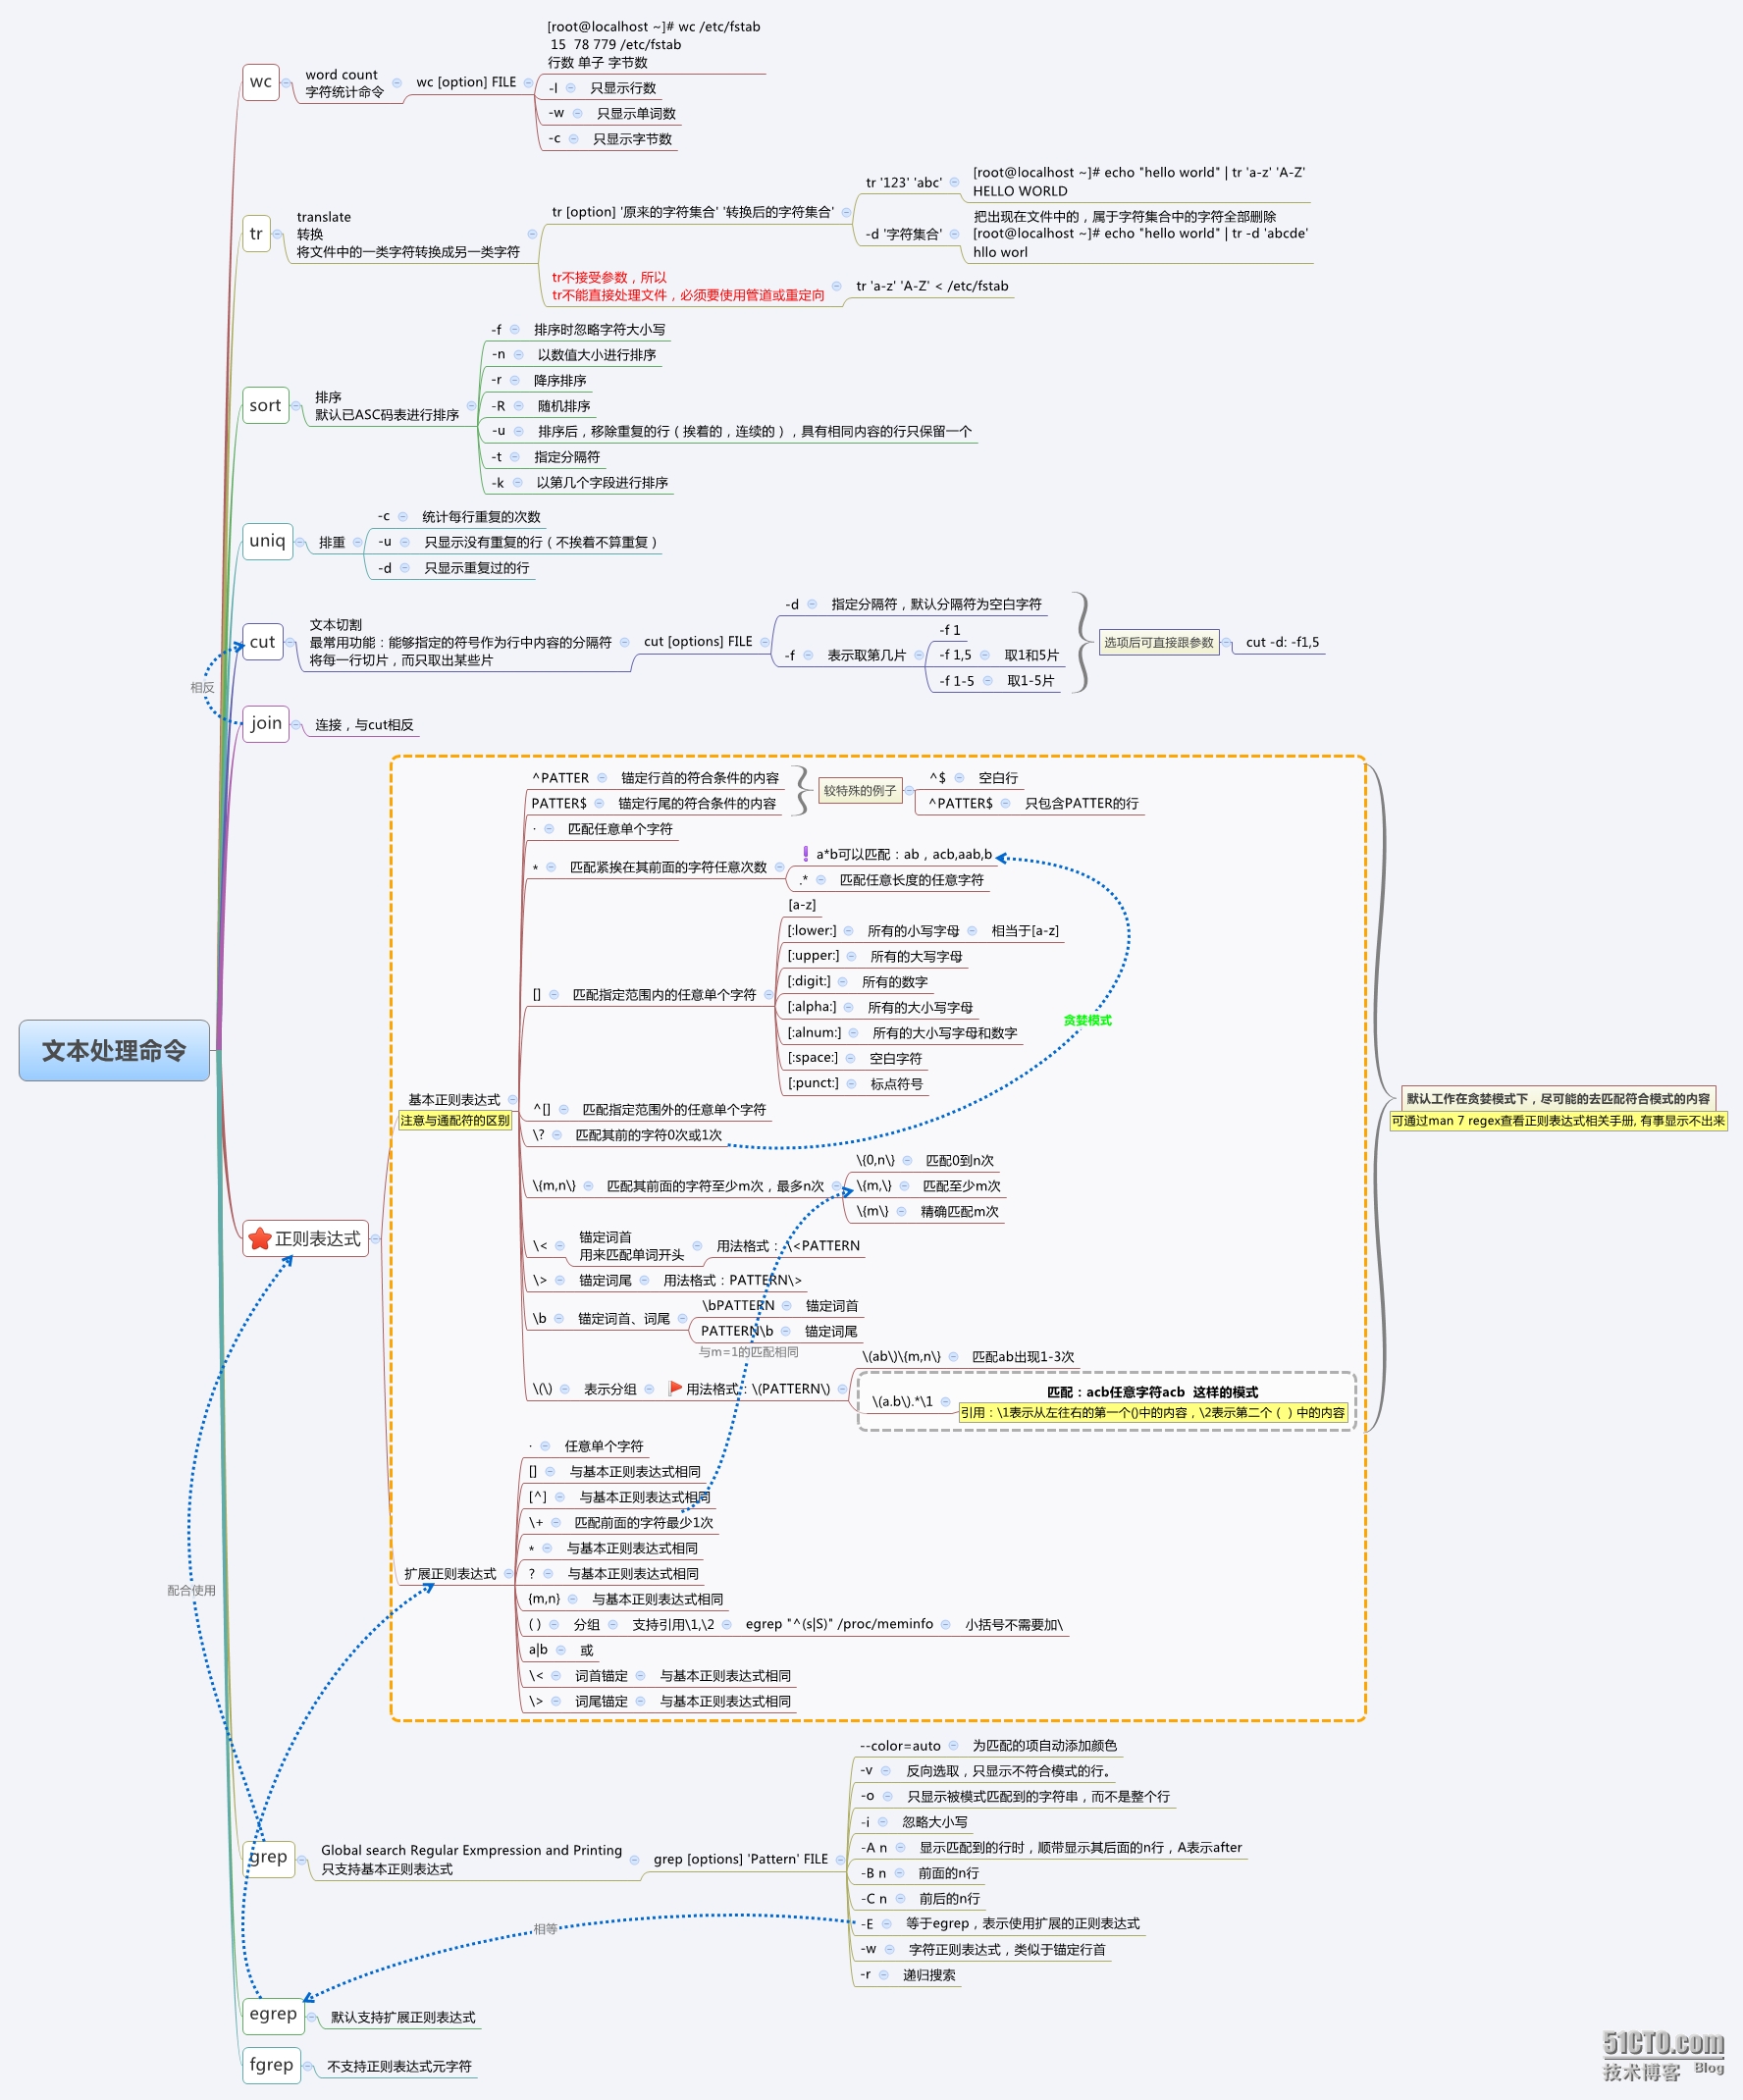 文本处理命令
wc
word count
字符统计命令
wc [option] FILE
[root@localhost ~]# wc /etc/fstab
15  78 779 /etc/fstab
行数 单子 字节数
-l 只显示行数
-w 只显示单词数
-c 只显示字节数
tr
translate
转换
将文件中的一类字符转换成另一类字符
tr [option] '原来的字符集合' '转换后的字符集合'
tr '123' 'abc'
[root@localhost ~]# echo "hello world" | tr 'a-z' 'A-Z'
HELLO WORLD
-d '字符集合'
把出现在文件中的，属于字符集合中的字符全部删除
[root@localhost ~]# echo "hello world" | tr -d 'abcde'
hllo worl
tr不接受参数，所以
tr不能直接处理文件，必须要使用管道或重定向
tr 'a-z' 'A-Z' < /etc/fstab
sort
排序
默认已ASC码表进行排序
-f 排序时忽略字符大小写
-n 以数值大小进行排序
-r 降序排序
-R 随机排序
-u 排序后，移除重复的行（挨着的，连续的），具有相同内容的行只保留一个
-t 指定分隔符
-k 以第几个字段进行排序
uniq
排重
-c 统计每行重复的次数
-u 只显示没有重复的行（不挨着不算重复）
-d 只显示重复过的行
cut
文本切割
最常用功能：能够指定的符号作为行中内容的分隔符
将每一行切片，而只取出某些片
cut [options] FILE
-d 指定分隔符，默认分隔符为空白字符
-f 表示取第几片
-f 1
-f 1,5 取1和5片
-f 1-5 取1-5片
选项后可直接跟参数
cut -d: -f1,5
相反
join
连接，与cut相反
正则表达式
基本正则表达式
注意与通配符的区别
^PATTER 锚定行首的符合条件的内容
PATTER$ 锚定行尾的符合条件的内容
较特殊的例子
^$ 空白行
^PATTER$ 只包含PATTER的行
· 匹配任意单个字符
* 匹配紧挨在其前面的字符任意次数
a*b可以匹配：ab，acb,aab,b
.* 匹配任意长度的任意字符
[] 匹配指定范围内的任意单个字符
[a-z]
[:lower:] 所有的小写字母 相当于[a-z]
[:upper:] 所有的大写字母
[:digit:] 所有的数字
[:alpha:] 所有的大小写字母
[:alnum:] 所有的大小写字母和数字
[:space:] 空白字符
[:punct:] 标点符号
贪婪模式
^[] 匹配指定范围外的任意单个字符
\? 匹配其前的字符0次或1次
\{m,n\} 匹配其前面的字符至少m次，最多n次
\{0,n\} 匹配0到n次
\{m,\} 匹配至少m次
\{m\} 精确匹配m次
\< 锚定词首
用来匹配单词开头
用法格式：\<PATTERN
\> 锚定词尾 用法格式：PATTERN\>
\b 锚定词首、词尾
\bPATTERN 锚定词首
PATTERN\b 锚定词尾
与m=1的匹配相同
\(\) 表示分组 用法格式：\(PATTERN\)
\(ab\)\{m,n\} 匹配ab出现1-3次
\(a.b\).*\1
匹配：acb任意字符acb 这样的模式
引用：\1表示从左往右的第一个()中的内容，\2表示第二个（ ）中的内容
默认工作在贪婪模式下，尽可能的去匹配符合模式的内容
可通过man 7 regex查看正则表达式相关手册, 有事显示不出来
扩展正则表达式
· 任意单个字符
[] 与基本正则表达式相同
[^] 与基本正则表达式相同
\+ 匹配前面的字符最少1次
* 与基本正则表达式相同
? 与基本正则表达式相同
{m,n} 与基本正则表达式相同
( ) 分组 支持引用\1,\2 egrep "^(s|S)" /proc/meminfo 小括号不需要加\
a|b 或
\< 词首锚定 与基本正则表达式相同
\> 词尾锚定 与基本正则表达式相同
配合使用
grep
Global search Regular Exmpression and Printing
只支持基本正则表达式
grep [options] 'Pattern' FILE
--color=auto 为匹配的项自动添加颜色
-v 反向选取，只显示不符合模式的行。
-o 只显示被模式匹配到的字符串，而不是整个行
-i 忽略大小写
-A n 显示匹配到的行时，顺带显示其后面的n行，A表示after
-B n 前面的n行
-C n 前后的n行
-E 等于egrep，表示使用扩展的正则表达式
-w 字符正则表达式，类似于锚定行首
-r 递归搜索
相等
egrep
默认支持扩展正则表达式
fgrep
不支持正则表达式元字符
51CTO.com
技术博客 Blog